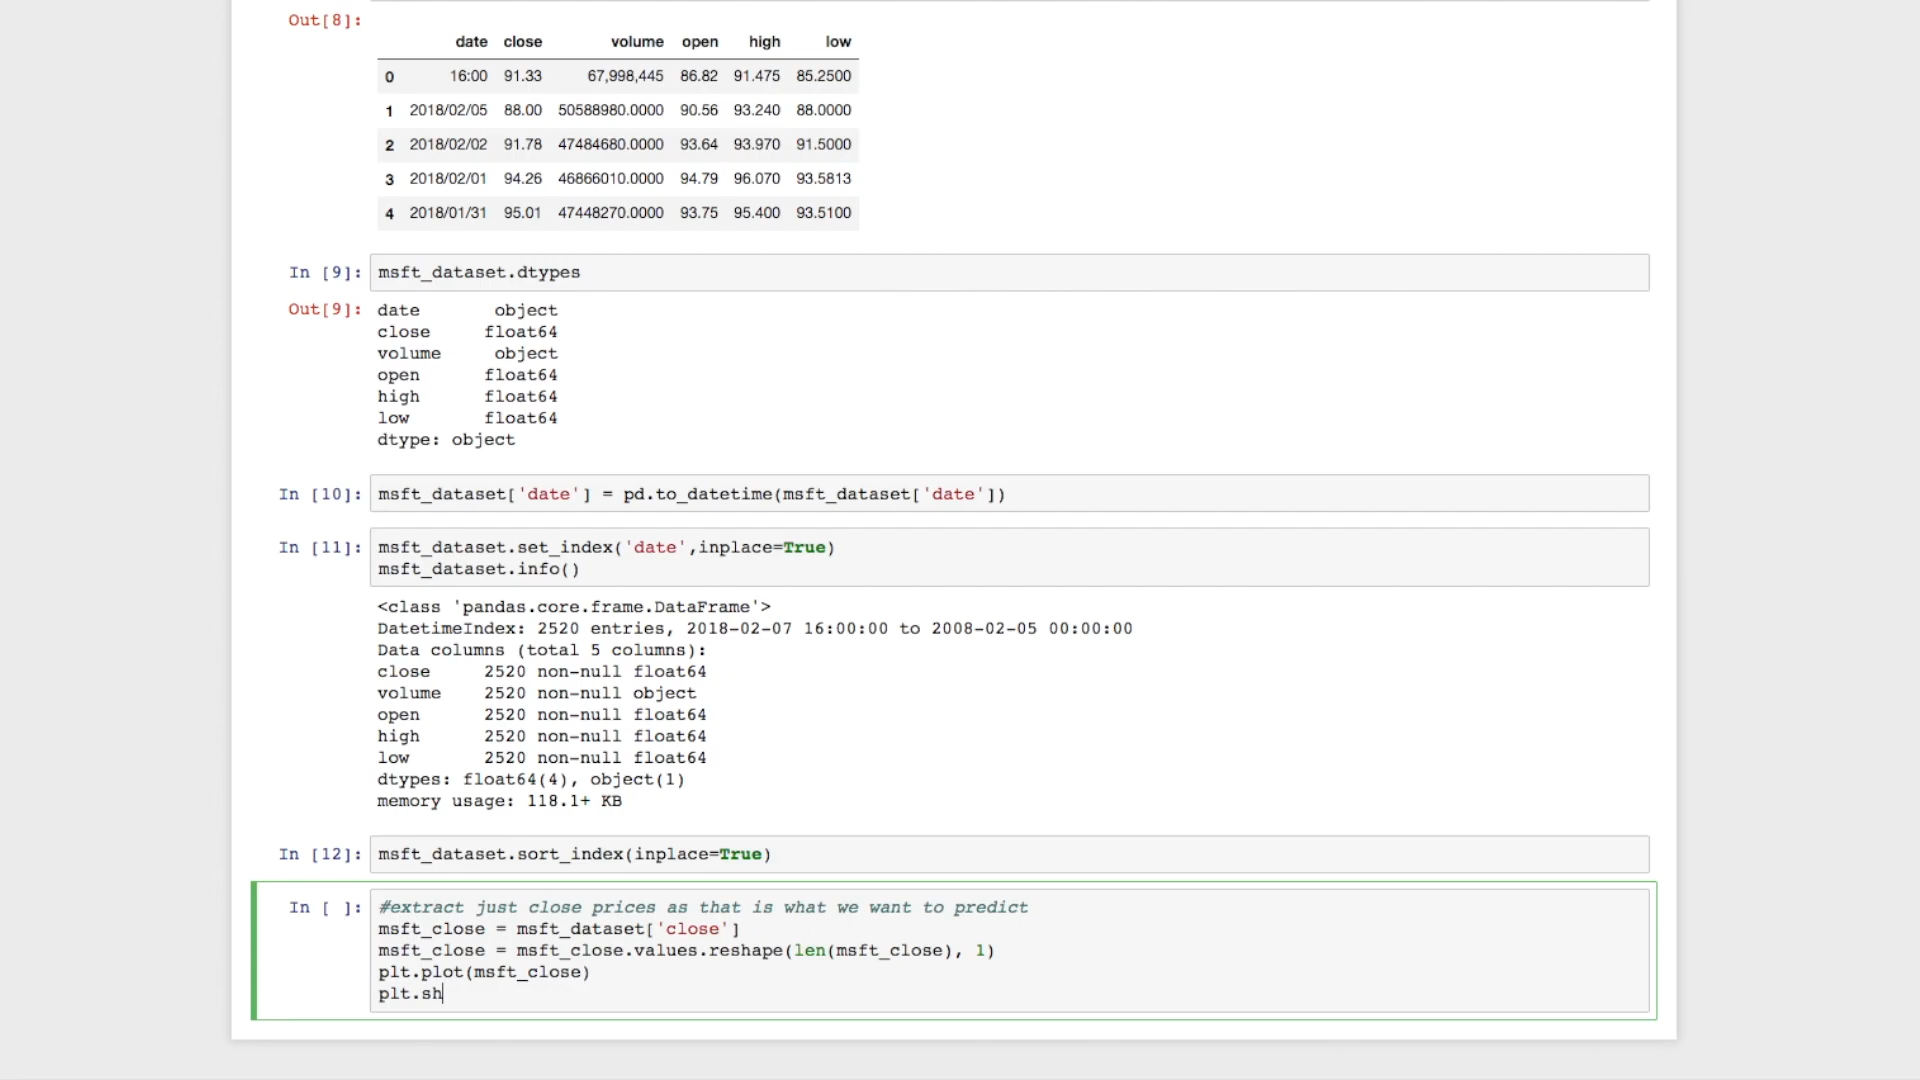 Out[8]:
date close volume open high low
0 16:00 91.33 67,998,445 86.82 91.475 85.2500
1 2018/02/05 88.00 50588980.0000 90.56 93.240 88.0000
2 2018/02/02 91.78 47484680.0000 93.64 93.970 91.5000
3 2018/02/01 94.26 46866010.0000 94.79 96.070 93.5813
4 2018/01/31 95.01 47448270.0000 93.75 95.400 93.5100
In [9]: msft_dataset.dtypes
Out[9]: date object
close float64
volume object
open float64
high float64
low float64
dtype: object
In [10]: msft_dataset['date'] = pd.to_datetime(msft_dataset['date'])
In [11]: msft_dataset.set_index('date',inplace=True)
msft_dataset.info()
<class 'pandas.core.frame.DataFrame'>
DatetimeIndex: 2520 entries, 2018-02-07 16:00:00 to 2008-02-05 00:00:00
Data columns (total 5 columns):
close 2520 non-null float64
volume 2520 non-null object
open 2520 non-null float64
high 2520 non-null float64
low 2520 non-null float64
dtypes: float64(4), object(1)
memory usage: 118.1+ KB
In [12]: msft_dataset.sort_index(inplace=True)
In [ ]: #extract just close prices as that is what we want to predict
msft_close = msft_dataset['close']
msft_close = msft_close.values.reshape(len(msft_close), 1)
plt.plot(msft_close)
plt.sh